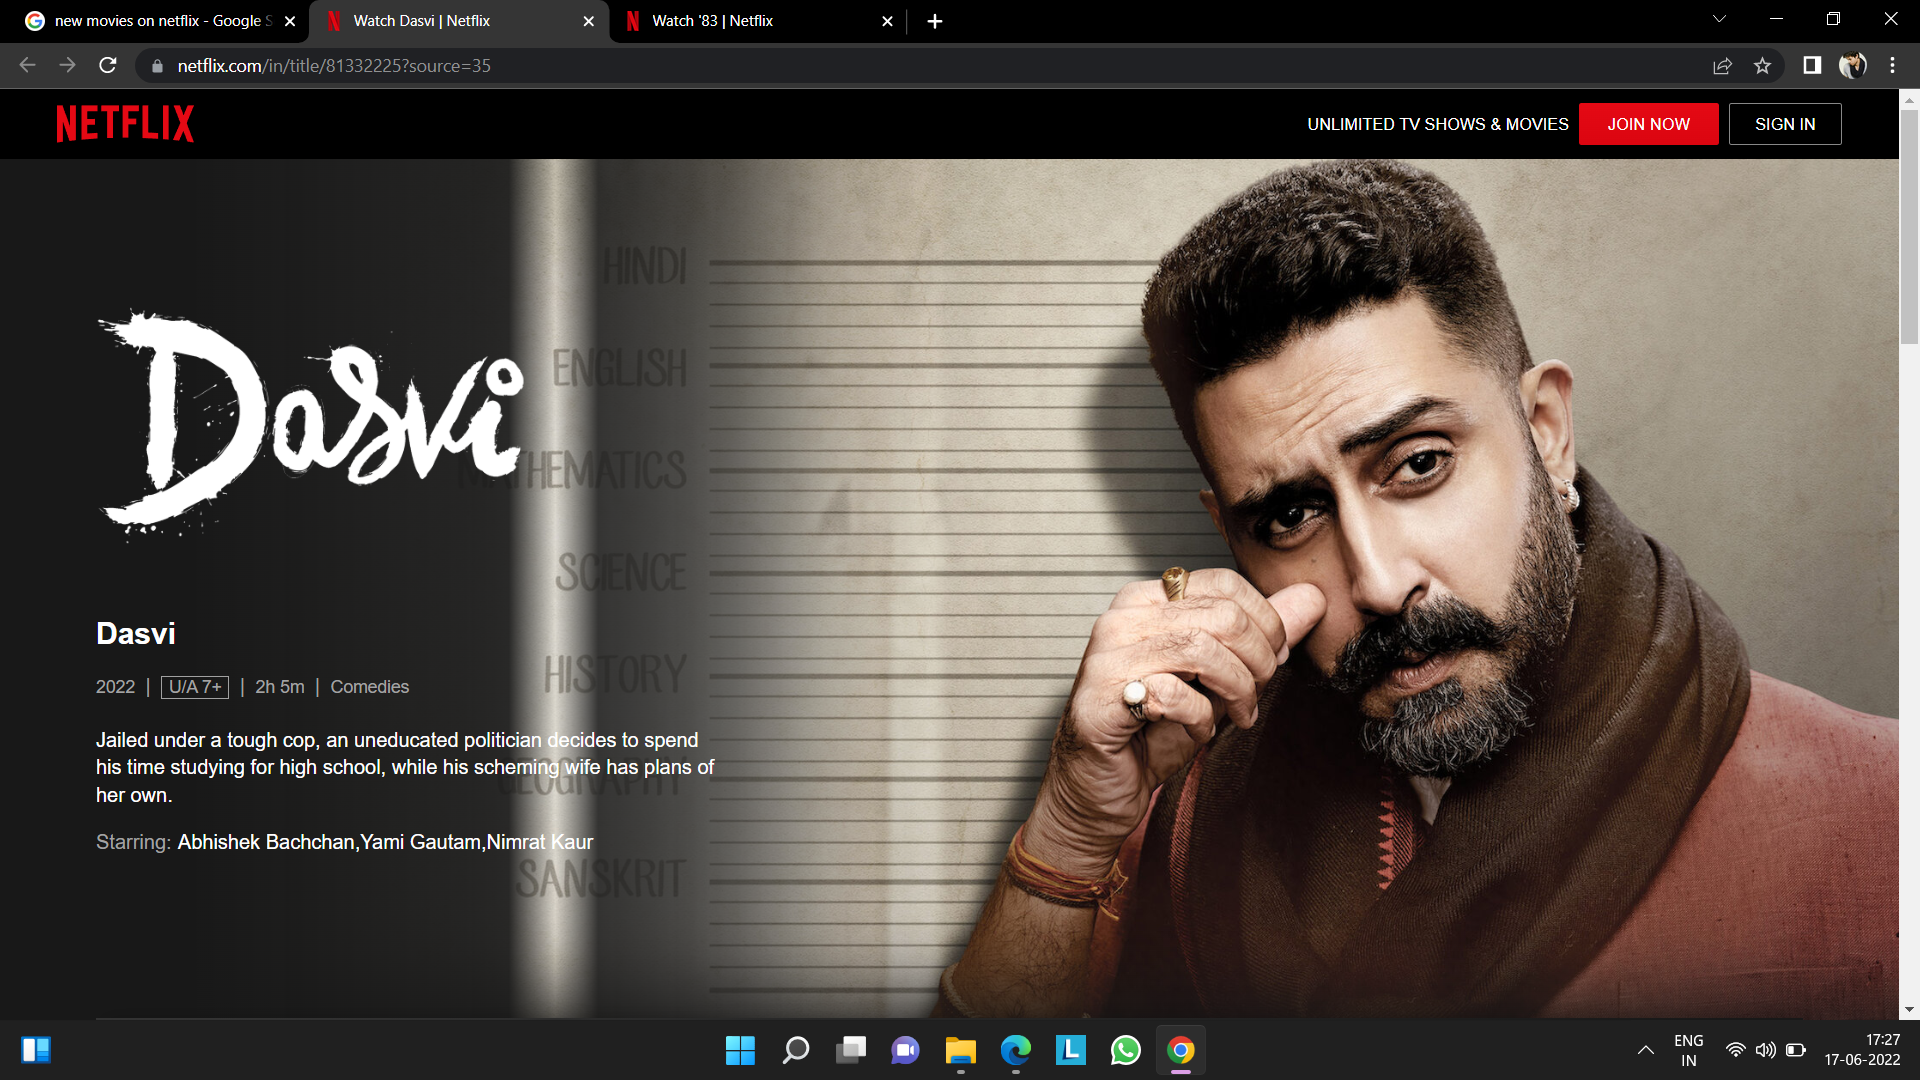 new movies on netflix - Google S
Watch Dasvi | Netflix
Watch '83 | Netflix
netflix.com/in/title/81332225?source=35
NETFLIX
UNLIMITED TV SHOWS & MOVIES
JOIN NOW
SIGN IN
HINDI
ENGLISH
MATHEMATICS
SCIENCE
HISTORY
GEOGRAPHY
SANSKRIT
Dasvi
Dasvi
2022 | U/A 7+ | 2h 5m | Comedies
Jailed under a tough cop, an uneducated politician decides to spend
his time studying for high school, while his scheming wife has plans of
her own.
Starring: Abhishek Bachchan,Yami Gautam,Nimrat Kaur
L
ENG
IN
17:27
17-06-2022